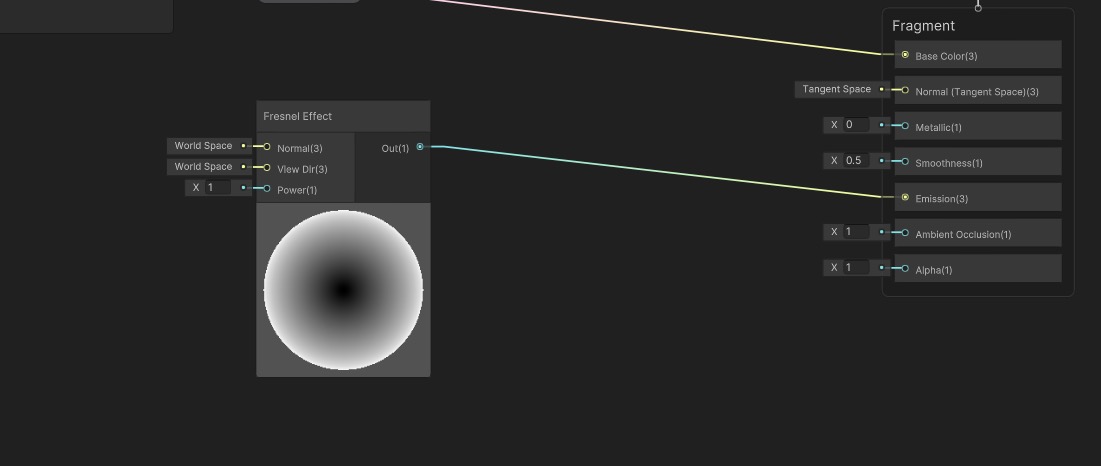 Fragment
Base Color(3)
Tangent Space
Normal (Tangent Space)(3)
X 0
Metallic(1)
X 0.5
Smoothness(1)
Emission(3)
X 1
Ambient Occlusion(1)
X 1
Alpha(1)
Fresnel Effect
World Space
Normal(3)
Out(1)
World Space
View Dir(3)
X 1
Power(1)